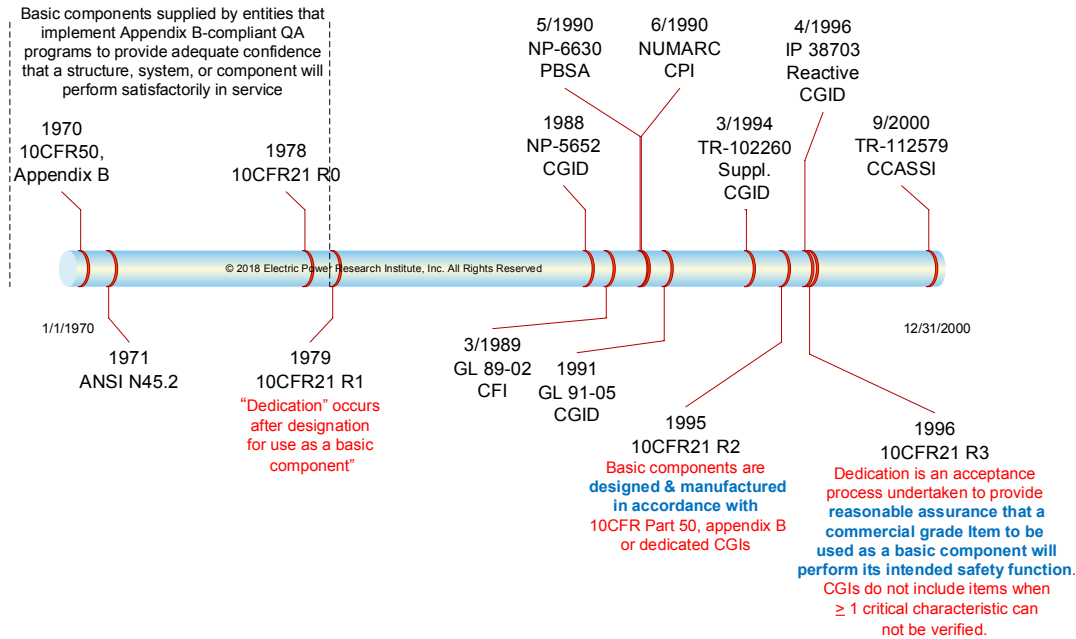 Basic components supplied by entities that
implement Appendix B-compliant QA
programs to provide adequate confidence
that a structure, system, or component will
perform satisfactorily in service
1970
10CFR50,
Appendix B
1978
10CFR21 R0
1988
NP-5652
CGID
5/1990
NP-6630
PBSA
6/1990
NUMARC
CPI
3/1994
TR-102260
Suppl.
CGID
4/1996
IP 38703
Reactive
CGID
9/2000
TR-112579
CCASSI
© 2018 Electric Power Research Institute, Inc. All Rights Reserved
1/1/1970
12/31/2000
1971
ANSI N45.2
1979
10CFR21 R1
“Dedication” occurs
after designation
for use as a basic
component”
3/1989
GL 89-02
CFI
1991
GL 91-05
CGID
1995
10CFR21 R2
Basic components are
designed & manufactured
in accordance with
10CFR Part 50, appendix B
or dedicated CGIs
1996
10CFR21 R3
Dedication is an acceptance
process undertaken to provide
reasonable assurance that a
commercial grade Item to be
used as a basic component will
perform its intended safety function.
CGIs do not include items when
≥ 1 critical characteristic can
not be verified.